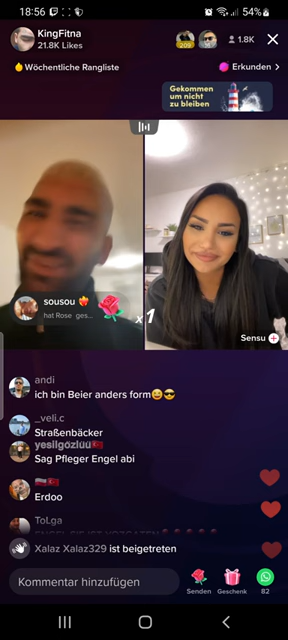 18:56
54%
KingFitna
21.8K Likes
209
1.8K
Wöchentliche Rangliste
Erkunden >
Gekommen
um nicht
zu bleiben
sousou
hat Rose ges...
x1
Sensu
andi
ich bin Beier anders form
_veli.c
Straßenbäcker
yesilgözlüü
Sag Pfleger Engel abi
Erdoo
ToLga
Xalaz Xalaz329 ist beigetreten
Kommentar hinzufügen
Senden
Geschenk
82